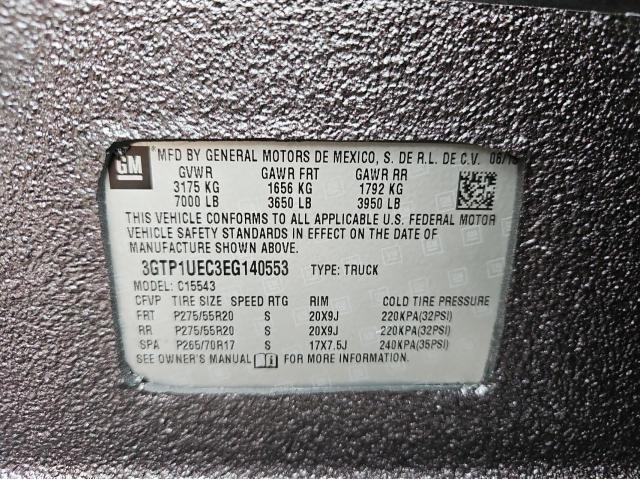 GM
MFD BY GENERAL MOTORS DE MEXICO, S. DE R.L. DE C.V. 06/13
GVWR GAWR FRT GAWR RR
3175 KG 1656 KG 1792 KG
7000 LB 3650 LB 3950 LB
THIS VEHICLE CONFORMS TO ALL APPLICABLE U.S. FEDERAL MOTOR
VEHICLE SAFETY STANDARDS IN EFFECT ON THE DATE OF
MANUFACTURE SHOWN ABOVE.
3GTP1UEC3EG140553 TYPE: TRUCK
MODEL: C15543
CFVP TIRE SIZE SPEED RTG RIM COLD TIRE PRESSURE
FRT P275/55R20 S 20X9J 220KPA(32PSI)
RR P275/55R20 S 20X9J 220KPA(32PSI)
SPA P265/70R17 S 17X7.5J 240KPA(35PSI)
SEE OWNER'S MANUAL FOR MORE INFORMATION.